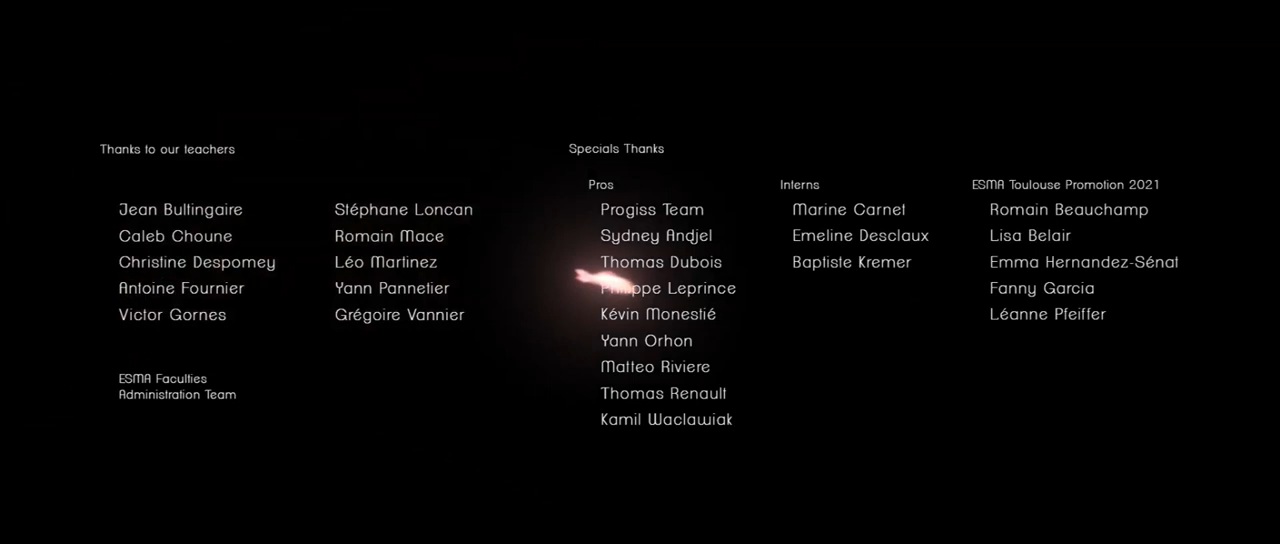 Thanks to our teachers
Jean Bultingaire
Caleb Choune
Christine Despomey
Antoine Fournier
Victor Gornes
Stéphane Loncan
Romain Mace
Léo Martinez
Yann Pannetier
Grégoire Vannier
ESMA Faculties
Administration Team
Specials Thanks
Pros
Progiss Team
Sydney Andjel
Thomas Dubois
Philippe Leprince
Kévin Monestié
Yann Orhon
Matteo Riviere
Thomas Renault
Kamil Waclawiak
Interns
Marine Carnet
Emeline Desclaux
Baptiste Kremer
ESMA Toulouse Promotion 2021
Romain Beauchamp
Lisa Belair
Emma Hernandez-Sénat
Fanny Garcia
Léanne Pfeiffer